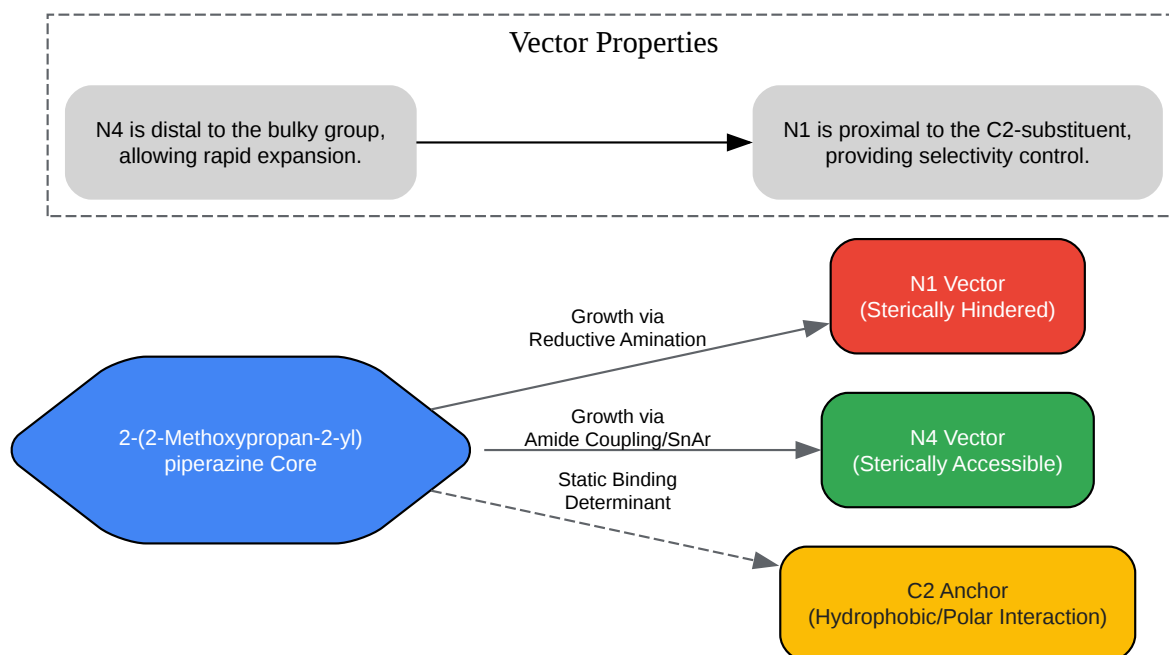 Vector Properties
N4 is distal to the bulky group,
allowing rapid expansion.
N1 is proximal to the C2-substituent,
providing selectivity control.
N1 Vector
(Sterically Hindered)
Growth via
Reductive Amination
2-(2-Methoxypropan-2-yl)
piperazine Core
Growth via
Amide Coupling/SnAr
N4 Vector
(Sterically Accessible)
Static Binding
Determinant
C2 Anchor
(Hydrophobic/Polar Interaction)